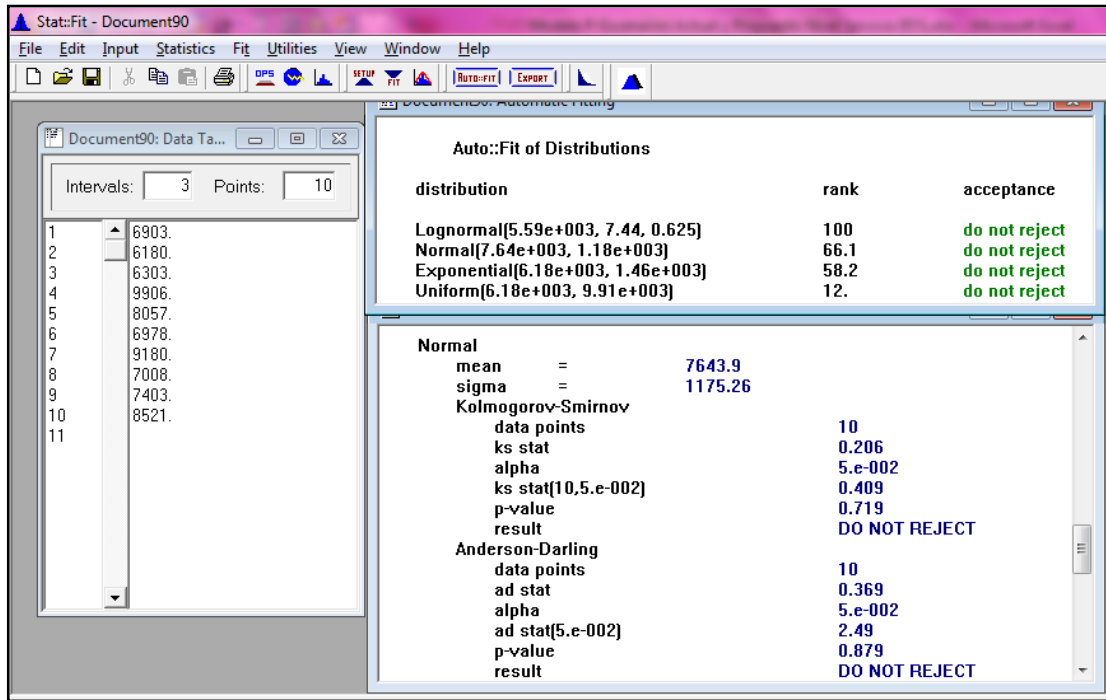 Stat::Fit - Document90
File Edit Input Statistics Fit Utilities View Window Help
OPS SETUP FIT AUTO::FIT EXPORT
Document90: Data Ta...
Intervals: 3 Points: 10
1 6903.
2 6180.
3 6303.
4 9906.
5 8057.
6 6978.
7 9180.
8 7008.
9 7403.
10 8521.
11
Automatic Fitting
Auto::Fit of Distributions
distribution rank acceptance
Lognormal(5.59e+003, 7.44, 0.625) 100 do not reject
Normal(7.64e+003, 1.18e+003) 66.1 do not reject
Exponential(6.18e+003, 1.46e+003) 58.2 do not reject
Uniform(6.18e+003, 9.91e+003) 12. do not reject
Normal
mean = 7643.9
sigma = 1175.26
Kolmogorov-Smirnov
data points 10
ks stat 0.206
alpha 5.e-002
ks stat(10,5.e-002) 0.409
p-value 0.719
result DO NOT REJECT
Anderson-Darling
data points 10
ad stat 0.369
alpha 5.e-002
ad stat(5.e-002) 2.49
p-value 0.879
result DO NOT REJECT